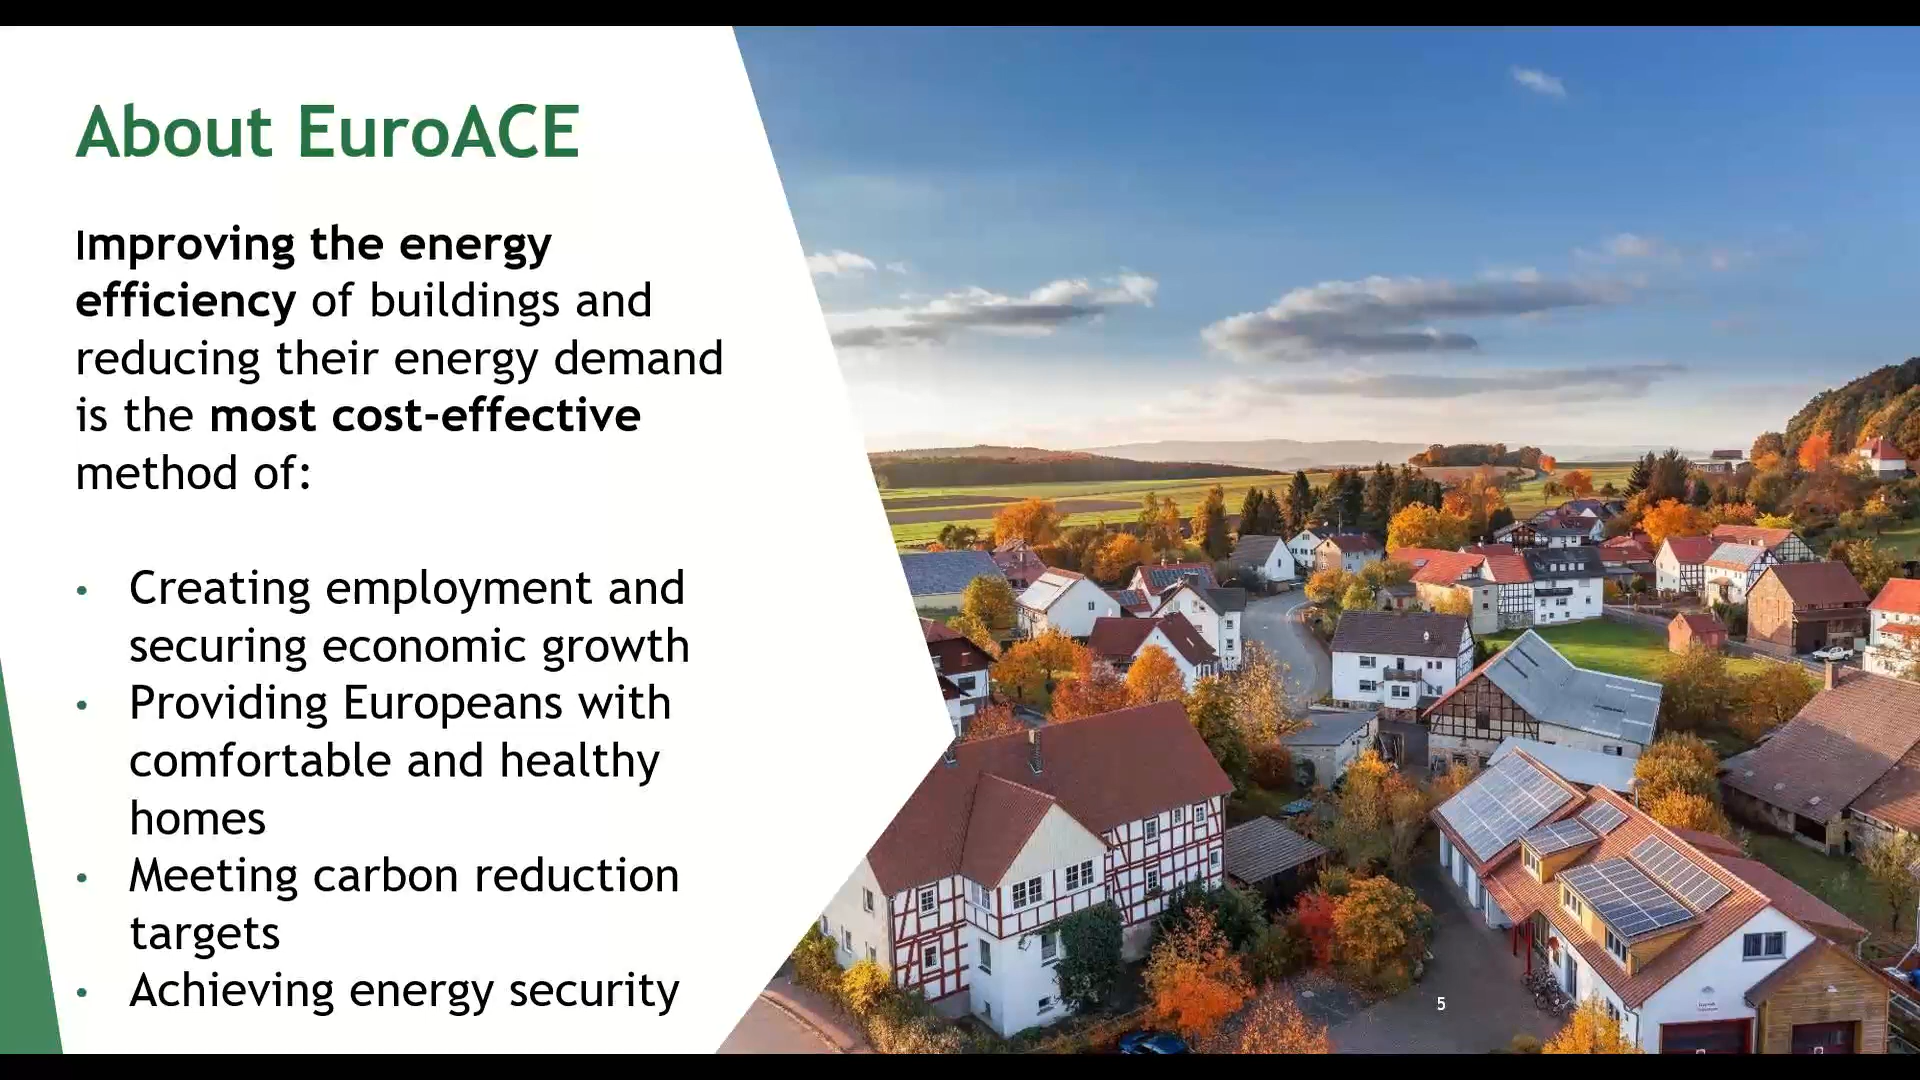 About EuroACE
Improving the energy
efficiency of buildings and
reducing their energy demand
is the most cost-effective
method of:
• Creating employment and
securing economic growth
• Providing Europeans with
comfortable and healthy
homes
• Meeting carbon reduction
targets
• Achieving energy security
5